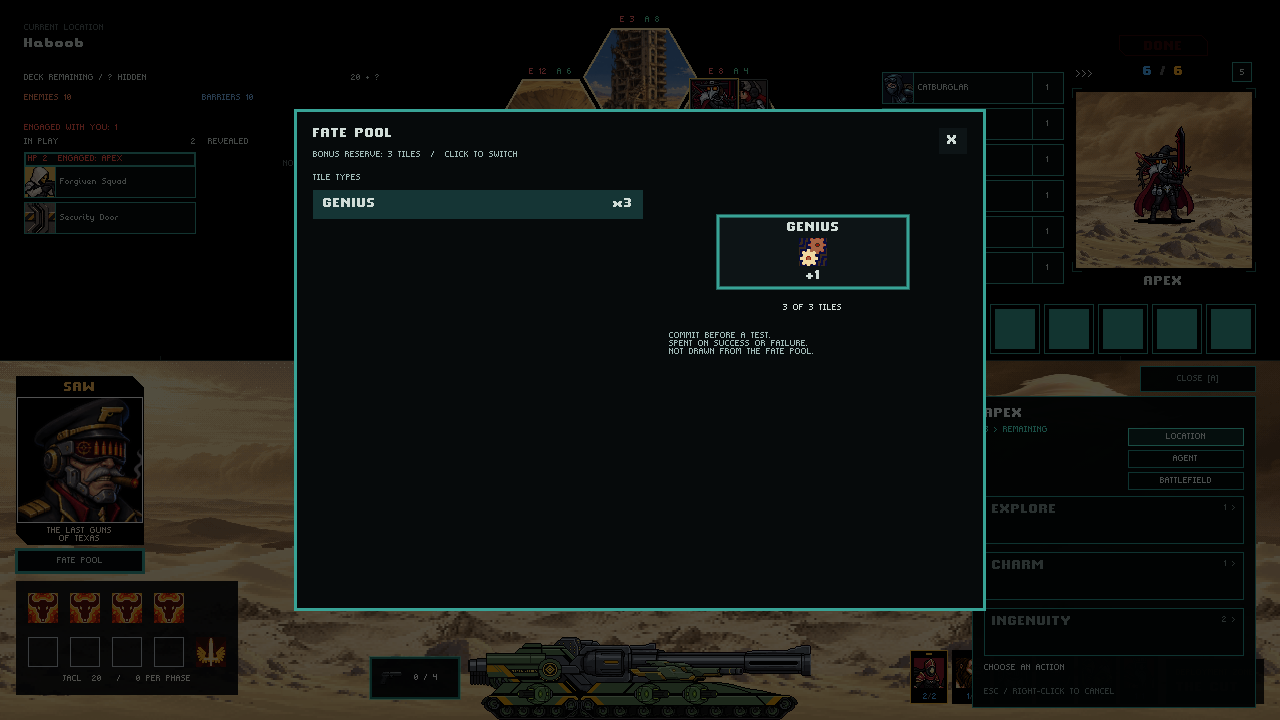 CURRENT LOCATION
Haboob
DECK REMAINING / ? HIDDEN
20 + ?
ENEMIES 10
BARRIERS 10
ENGAGED WITH YOU: 1
IN PLAY
2
REVEALED
HP 2 ENGAGED: APEX
Forgiven Squad
Security Door
E 3 A 8
E 12 A 6
E 8 A 4
CATBURGLAR
1
1
1
1
1
1
>>>
6 / 6
5
APEX
FATE POOL
X
BONUS RESERVE: 3 TILES / CLICK TO SWITCH
TILE TYPES
GENIUS
x3
GENIUS
+1
3 OF 3 TILES
COMMIT BEFORE A TEST.
SPENT ON SUCCESS OR FAILURE.
NOT DRAWN FROM THE FATE POOL.
SAW
THE LAST GUNS
OF TEXAS
FATE POOL
JACL 20 / 0 PER PHASE
0 / 4
2/2
CLOSE [A]
APEX
> REMAINING
LOCATION
AGENT
BATTLEFIELD
EXPLORE
1 >
CHARM
1 >
INGENUITY
2 >
CHOOSE AN ACTION
ESC / RIGHT-CLICK TO CANCEL